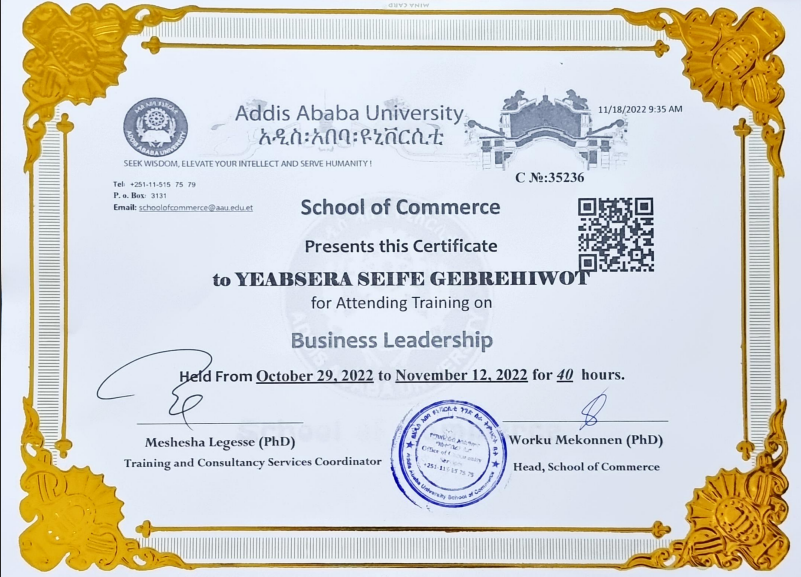 MIHA CARD
Addis Ababa University
አዲስ፡አበባ፡ዩኒቨርሲቲ
11/18/2022 9:35 AM
SEEK WISDOM, ELEVATE YOUR INTELLECT AND SERVE HUMANITY !
C №:35236
Tel: +251-11-515 75 79
P. o. Box: 3131
Email: schoolofcommerce@aau.edu.et
School of Commerce
Presents this Certificate
to YEABSERA SEIFE GEBREHIWOT
for Attending Training on
Business Leadership
Held From October 29, 2022 to November 12, 2022 for 40 hours.
Meshesha Legesse (PhD)
Training and Consultancy Services Coordinator
Worku Mekonnen (PhD)
Head, School of Commerce
Addis Ababa University School of Commerce
+251-115 15 75 79